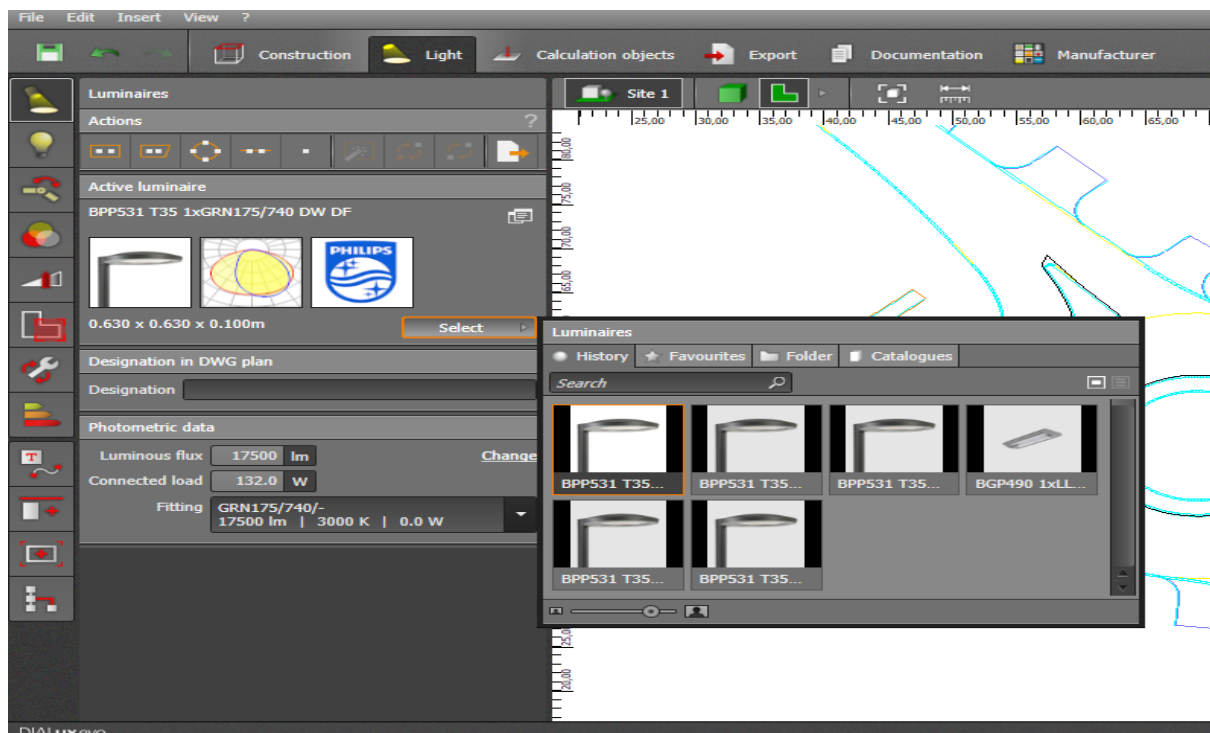 File Edit Insert View ?
Construction Light Calculation objects Export Documentation Manufacturer
Luminaires
Site 1
Actions ?
25,00 30,00 35,00 40,00 45,00 50,00 55,00 60,00 65,00
80,00
Active luminaire
75,00
BPP531 T35 1xGRN175/740 DW DF
70,00
PHILIPS
65,00
0.630 x 0.630 x 0.100m
Select
Luminaires
Designation in DWG plan
History Favourites Folder Catalogues
Designation
Search
Photometric data
Luminous flux 17500 lm Change
Connected load 132.0 W
BPP531 T35... BPP531 T35... BPP531 T35... BGP490 1xLL...
Fitting GRN175/740/-
17500 lm | 3000 K | 0.0 W
BPP531 T35... BPP531 T35...
25,00
20,00
DIALux evo